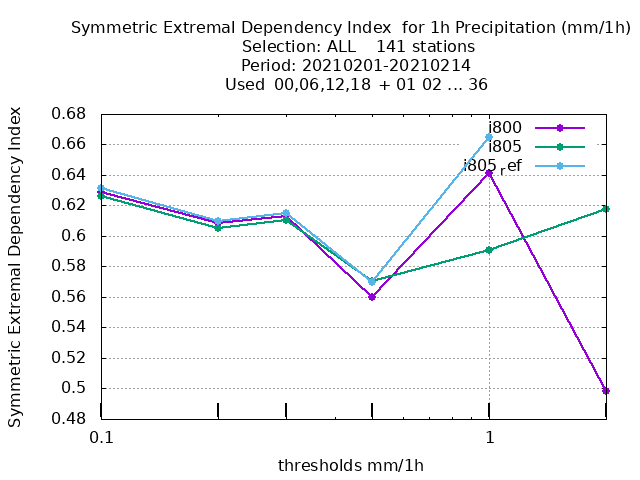 Symmetric Extremal Dependency Index  for 1h Precipitation (mm/1h)
Selection: ALL    141 stations
Period: 20210201-20210214
Used  00,06,12,18 + 01 02 ... 36
Symmetric Extremal Dependency Index
0.68
0.66
0.64
0.62
0.6
0.58
0.56
0.54
0.52
0.5
0.48
i800
i805
i805ref
0.1
1
thresholds mm/1h